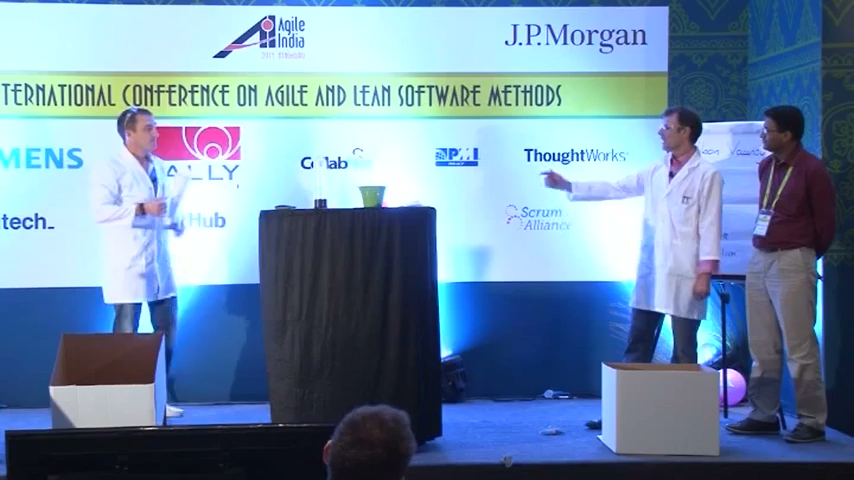 Agile
India
J.P.Morgan
TERNATIONAL CONFERENCE ON AGILE AND LEAN SOFTWARE METHODS
EMENS
ALLY
Collab
PMI
ThoughtWorks
tech
Hub
Scrum
Alliance